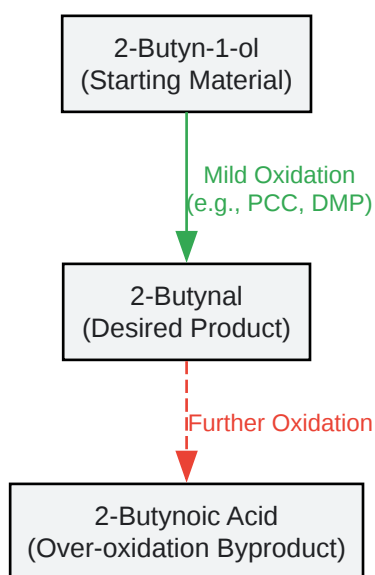 2-Butyn-1-ol
(Starting Material)
Mild Oxidation
(e.g., PCC, DMP)
2-Butynal
(Desired Product)
Further Oxidation
2-Butynoic Acid
(Over-oxidation Byproduct)